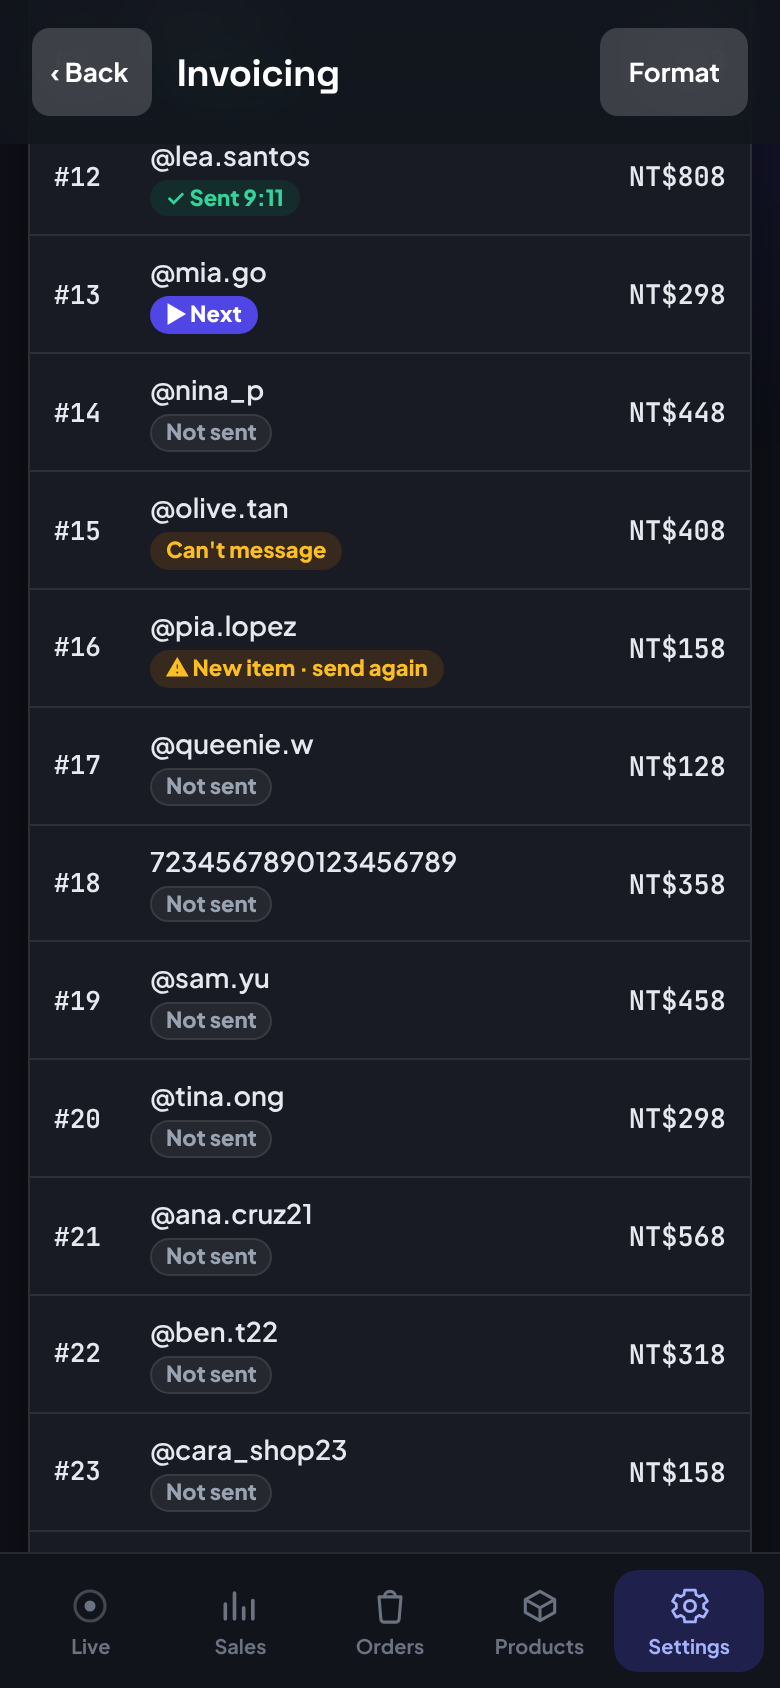 ‹ Back
Invoicing
Format
#12
@lea.santos
✓ Sent 9:11
NT$808
#13
@mia.go
▶ Next
NT$298
#14
@nina_p
Not sent
NT$448
#15
@olive.tan
Can't message
NT$408
#16
@pia.lopez
⚠ New item · send again
NT$158
#17
@queenie.w
Not sent
NT$128
#18
7234567890123456789
Not sent
NT$358
#19
@sam.yu
Not sent
NT$458
#20
@tina.ong
Not sent
NT$298
#21
@ana.cruz21
Not sent
NT$568
#22
@ben.t22
Not sent
NT$318
#23
@cara_shop23
Not sent
NT$158
Live
Sales
Orders
Products
Settings